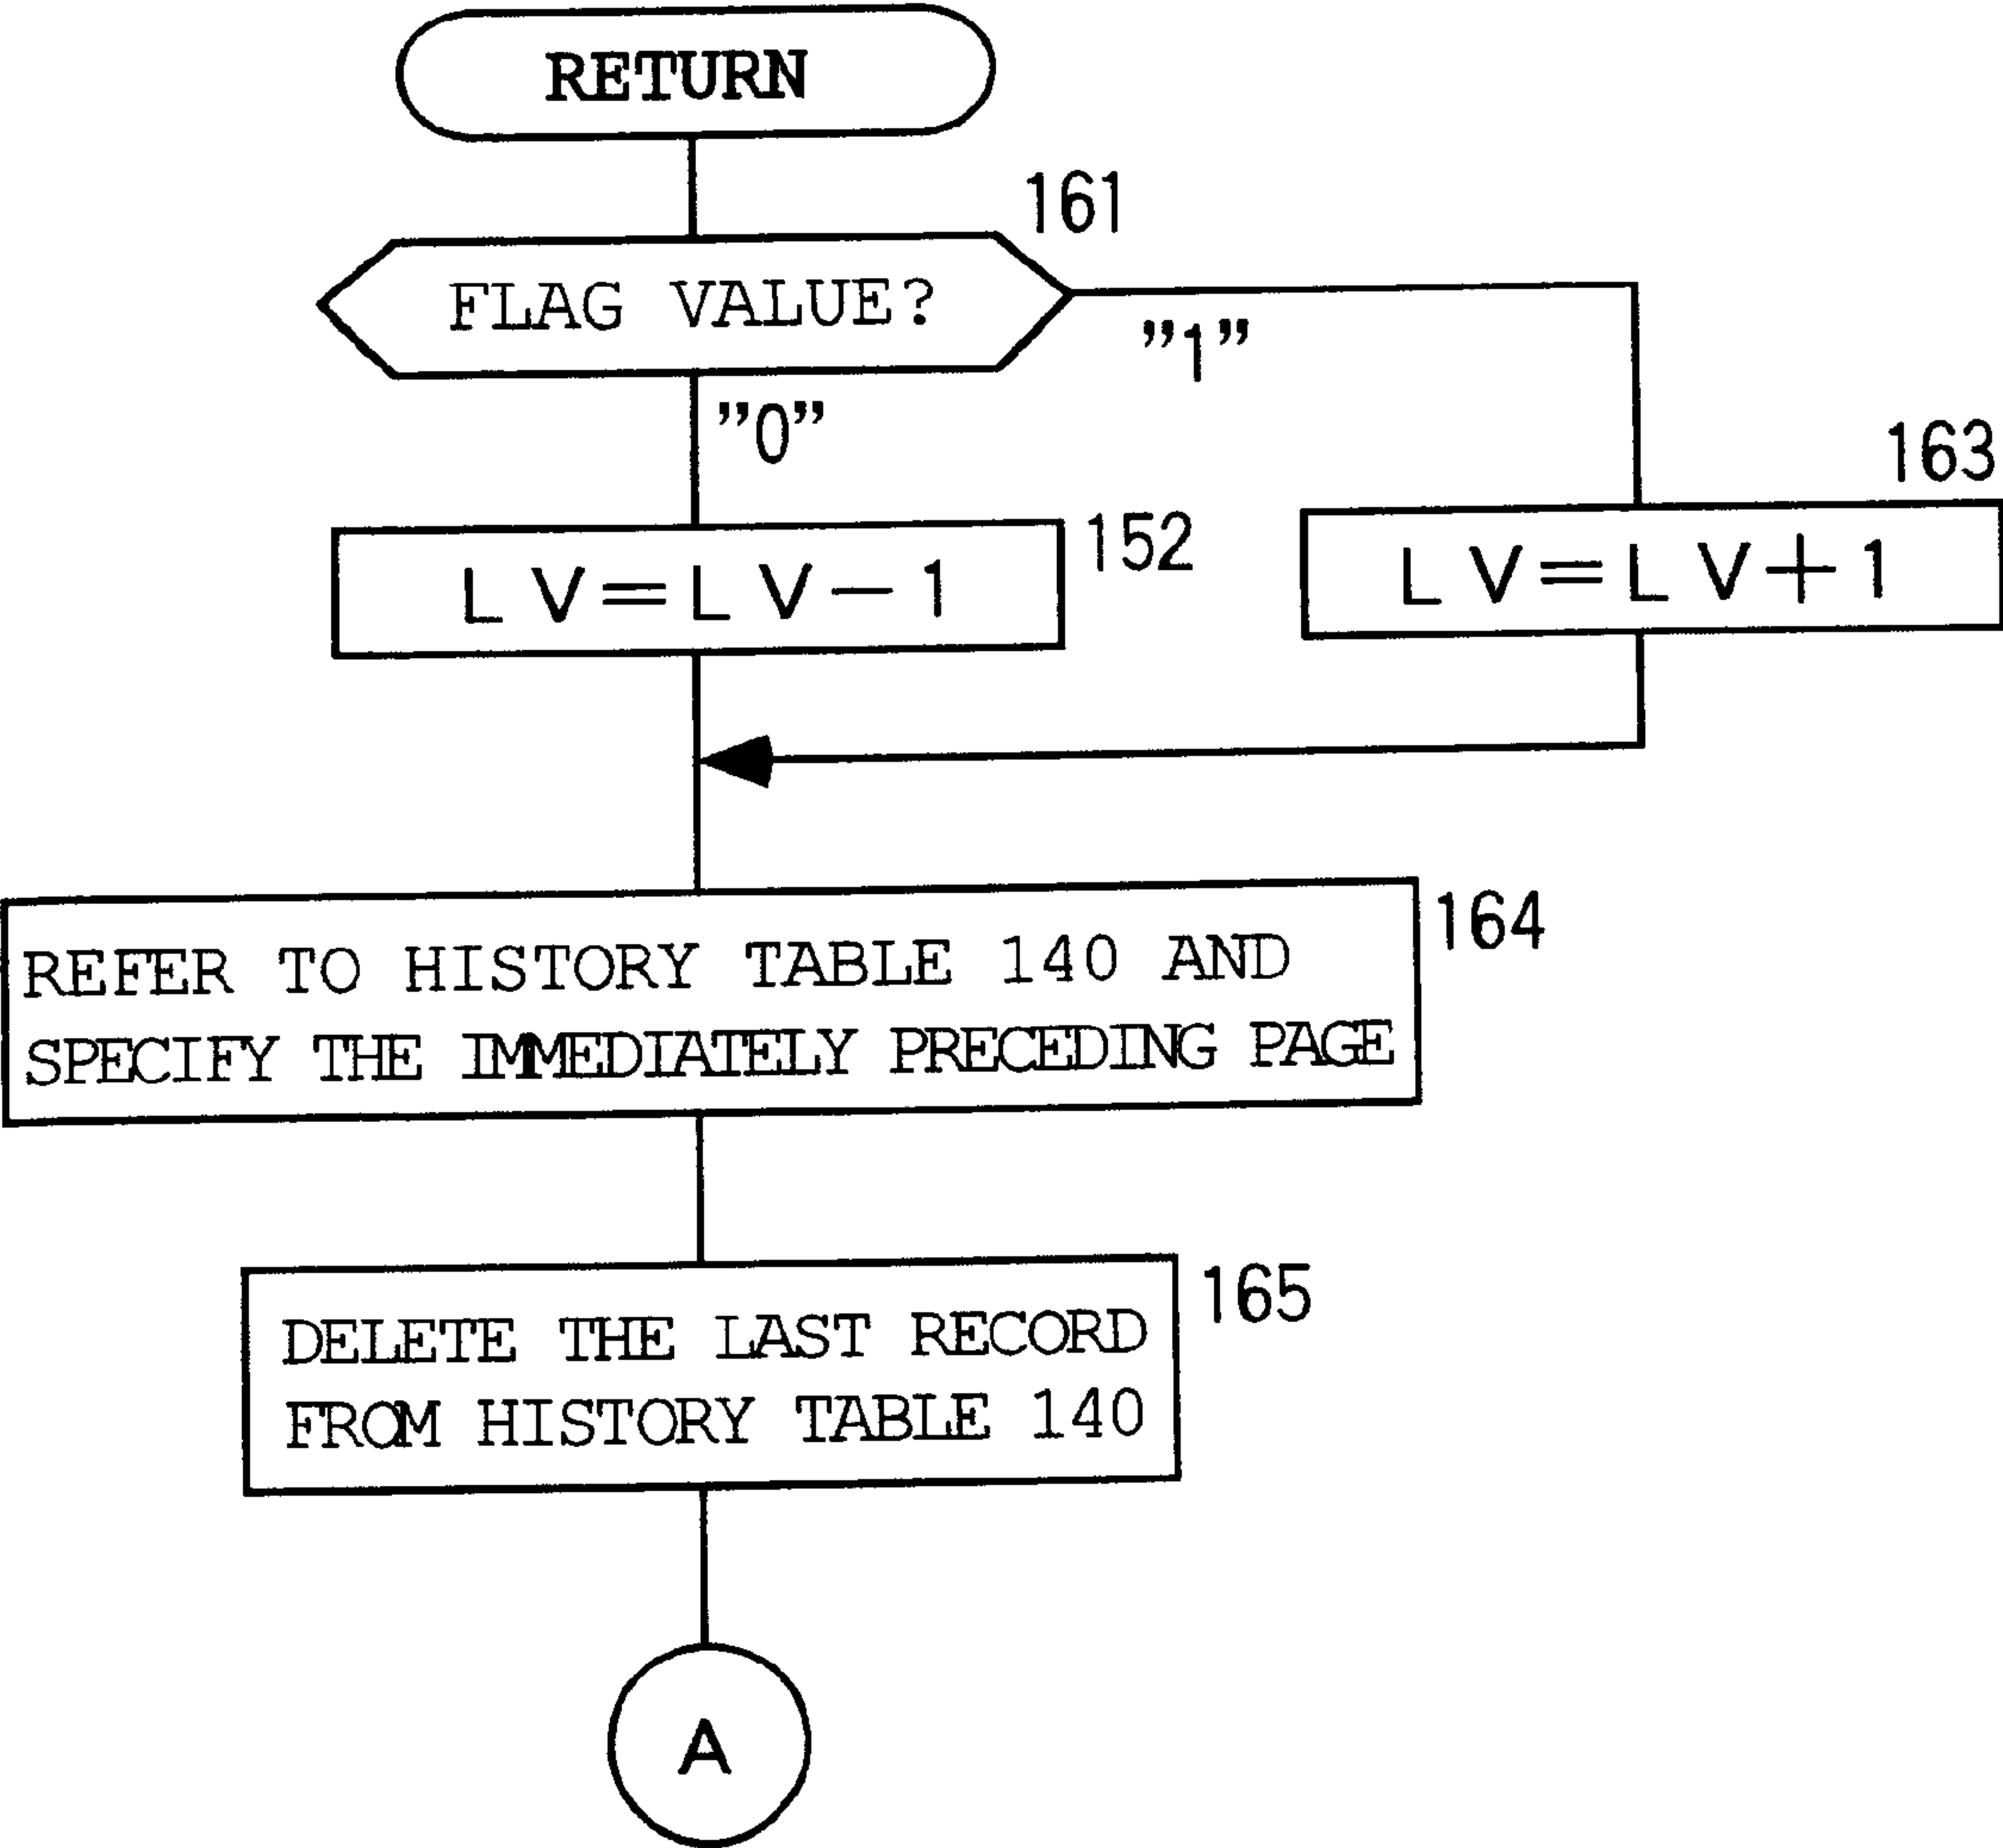 RETURN
161
FLAG VALUE?
"1"
"0"
163
152
LV=LV-1
LV=LV+1
164
REFER TO HISTORY TABLE 140 AND
SPECIFY THE IMMEDIATELY PRECEDING PAGE
165
DELETE THE LAST RECORD
FROM HISTORY TABLE 140
A